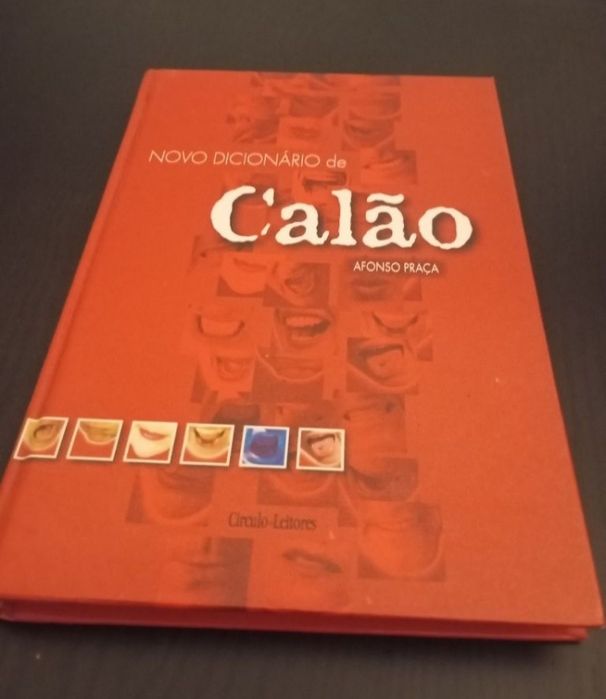 NOVO DICIONÁRIO de
Calão
AFONSO PRAÇA
Círculo-Leitores